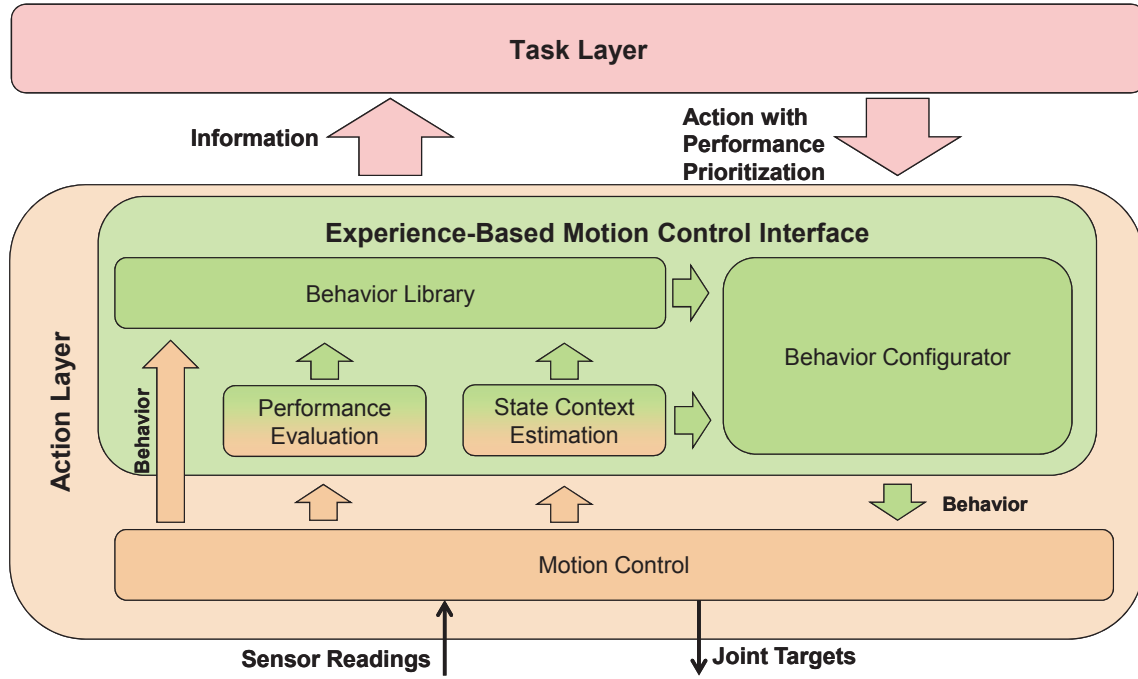 Task Layer
Information
Action with
Performance
Prioritization
Experience-Based Motion Control Interface
Behavior Library
Behavior Configurator
Action Layer
Behavior
Performance
Evaluation
State Context
Estimation
Behavior
Motion Control
Sensor Readings
Joint Targets